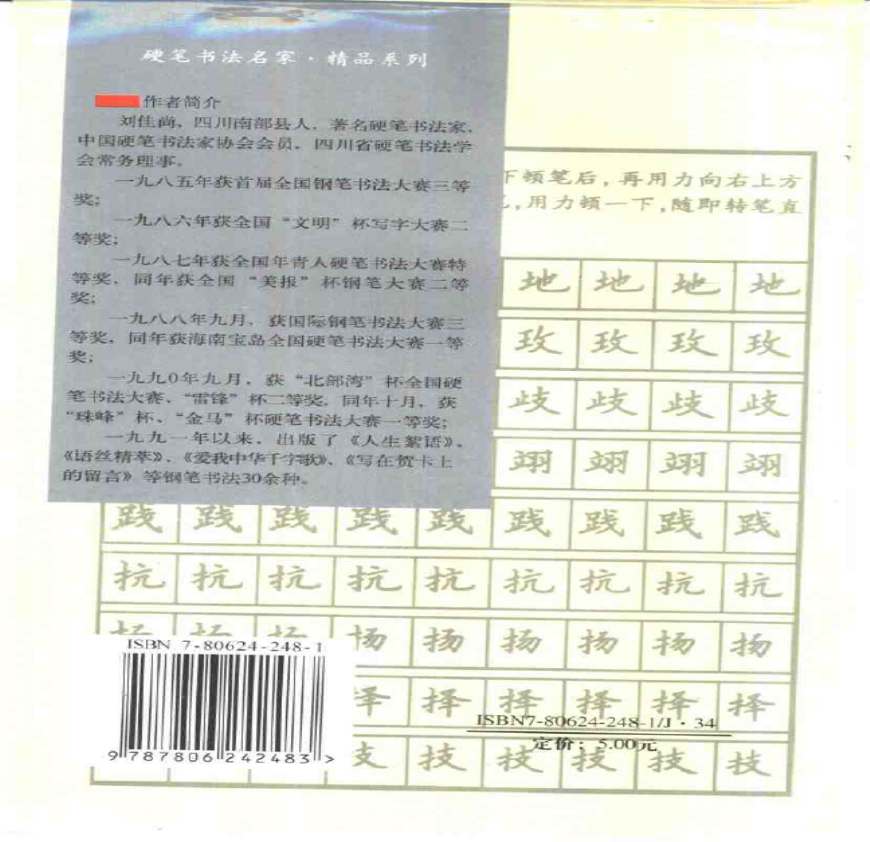 硬笔书法名家·精品系列
作者简介
刘佳尚，四川南部县人，著名硬笔书法家，
中国硬笔书法家协会会员，四川省硬笔书法学
会常务理事。
一九八五年获首届全国钢笔书法大赛三等
奖；
一九八六年获全国“文明”杯写字大赛二
等奖；
一九八七年获全国年青人硬笔书法大赛特
等奖，同年获全国“美报”杯钢笔大赛二等
奖；
一九八八年九月，获国际钢笔书法大赛三
等奖，同年获海南宝岛全国硬笔书法大赛一等
奖；
一九九0年九月，获“北部湾”杯全国硬
笔书法大赛、“雷锋”杯二等奖，同年十月，获
“珠峰”杯、“金马”杯硬笔书法大赛一等奖；
一九九一年以来，出版了《人生絮语》、
《语丝精萃》、《爱我中华千字歌》、《写在贺卡上
的留言》等钢笔书法30余种。
下顿笔后，再用力向右上方
用力顿一下，随即转笔直
地 地 地 地
玫 玫 玫 玫
歧 歧 歧 歧
翊 翊 翊 翊
践 践 践 践 践 践 践 践 践
抗 抗 抗 抗 抗 抗 抗 抗 抗
扬 扬 扬 扬 扬 扬
择 择 择 择 择 择
技 技 技 技 技 技
ISBN 7-80624-248-1
9 787806 242483 >
ISBN7-80624-248-1/J·34
定价：5.00元